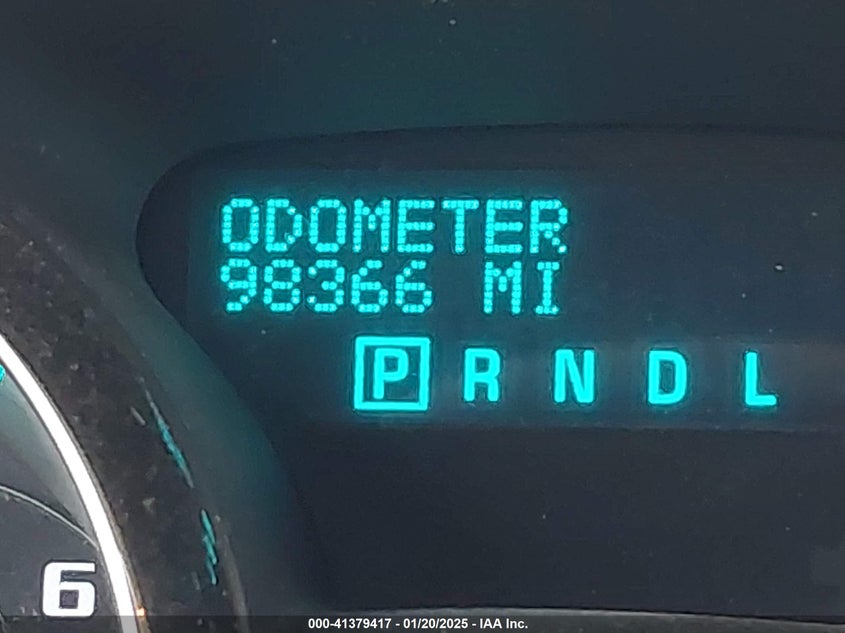 ODOMETER
98366 MI
P R N D L
6
000-41379417 - 01/20/2025 - IAA Inc.